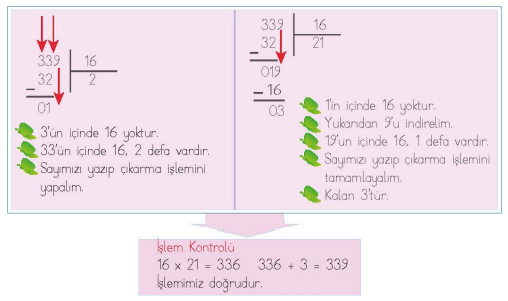 339 16
32 2
01
3'ün içinde 16 yoktur.
33'ün içinde 16, 2 defa vardır.
Sayımızı yazıp çıkarma işlemini
yapalım.
339 16
32 21
019
16
03
1'in içinde 16 yoktur.
Yukarıdan 9'u indirelim.
19'un içinde 16, 1 defa vardır.
Sayımızı yazıp çıkarma işlemini
tamamlayalım.
Kalan 3'tür.
İşlem Kontrolü
16 × 21 = 336 336 + 3 = 339
İşlemimiz doğrudur.